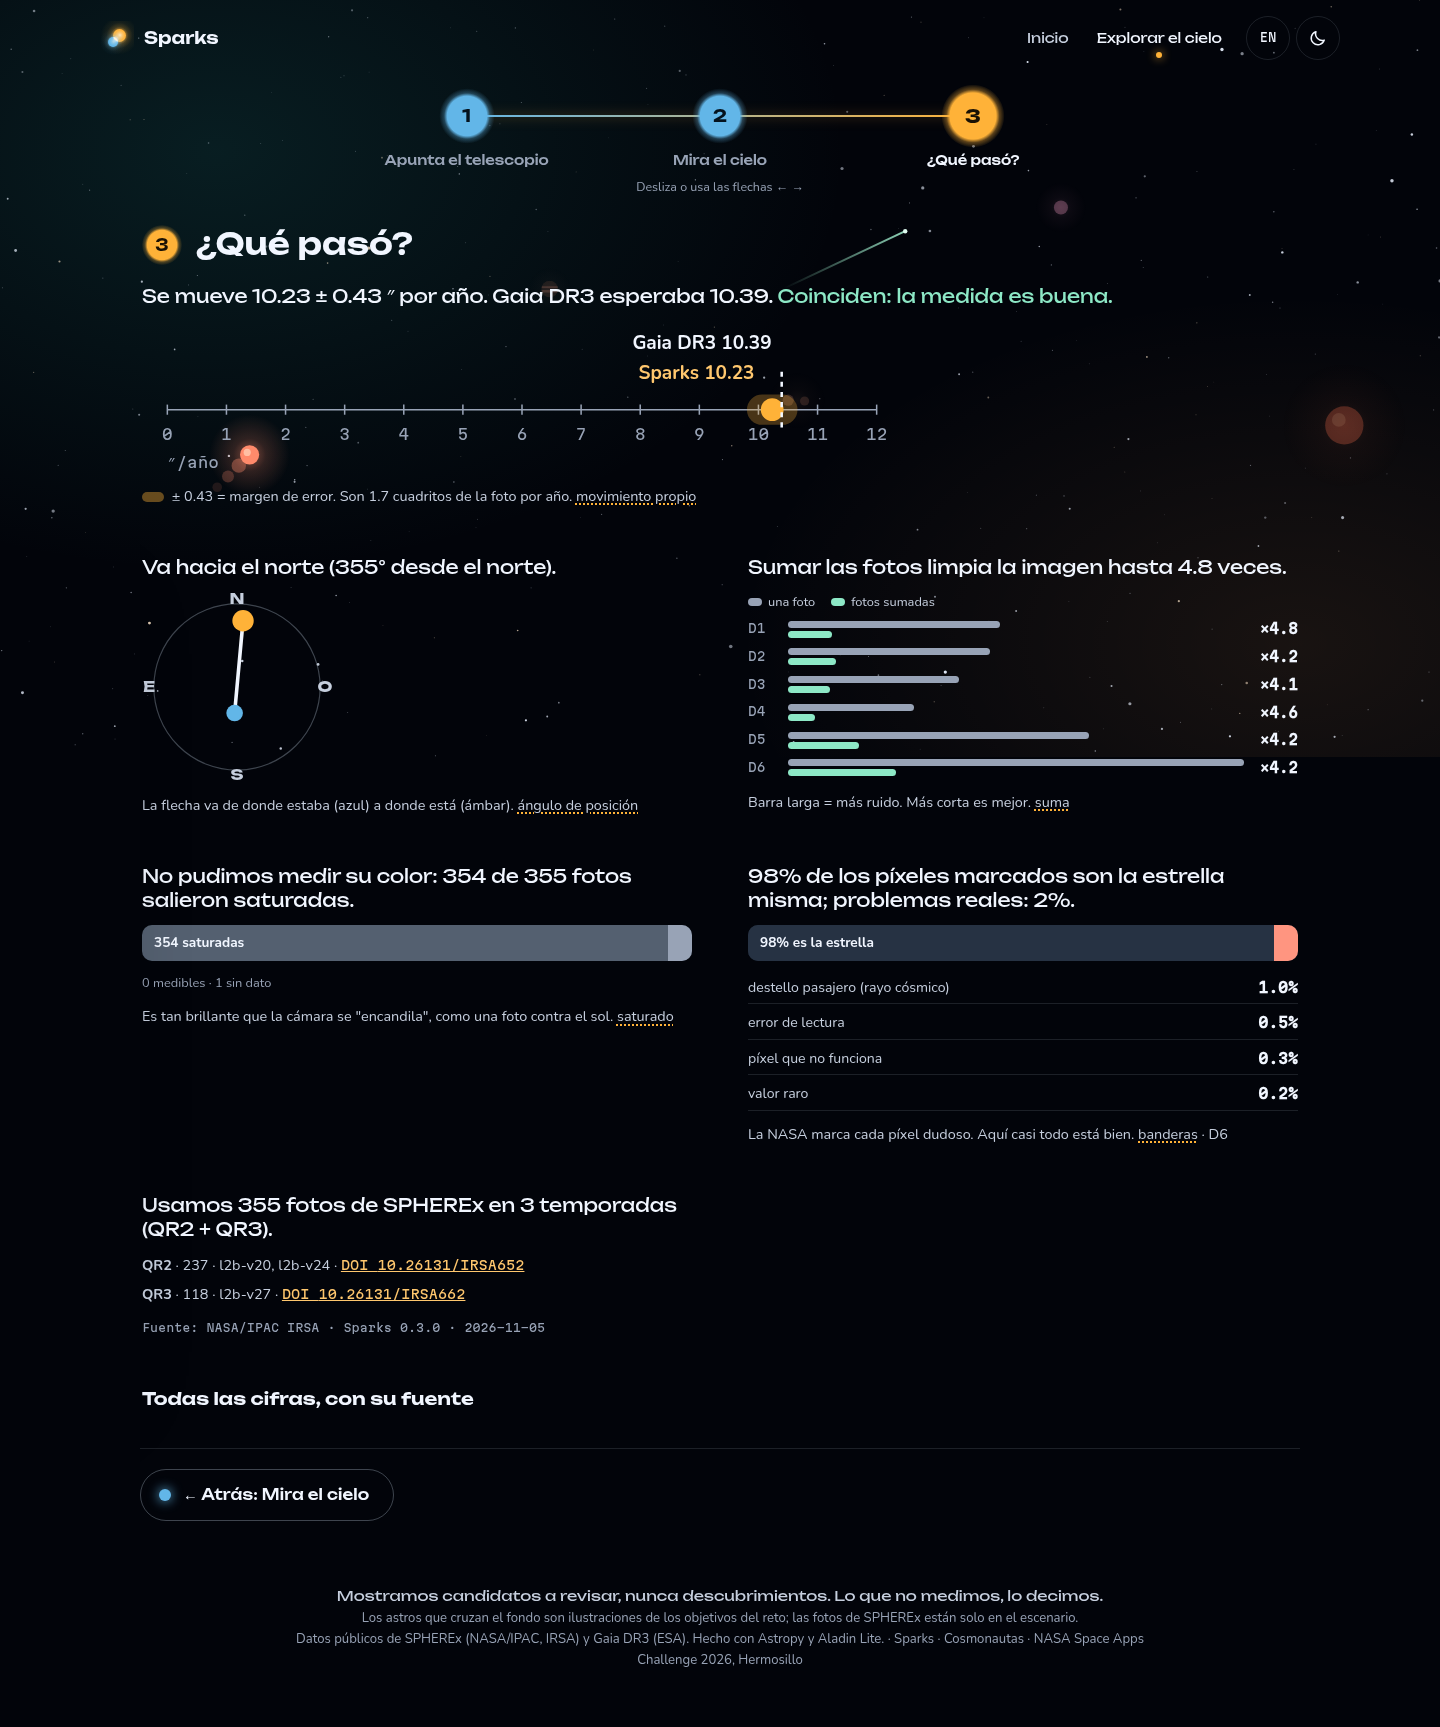 Sparks
Inicio
Explorar el cielo
EN
1
2
3
Apunta el telescopio
Mira el cielo
¿Qué pasó?
Desliza o usa las flechas ← →
3 ¿Qué pasó?
Se mueve 10.23 ± 0.43 ″ por año. Gaia DR3 esperaba 10.39. Coinciden: la medida es buena.
Gaia DR3 10.39
Sparks 10.23
0 1 2 3 4 5 6 7 8 9 10 11 12
″/año
± 0.43 = margen de error. Son 1.7 cuadritos de la foto por año. movimiento propio
Va hacia el norte (355° desde el norte).
N
E
O
S
La flecha va de donde estaba (azul) a donde está (ámbar). ángulo de posición
Sumar las fotos limpia la imagen hasta 4.8 veces.
una foto
fotos sumadas
D1 ×4.8
D2 ×4.2
D3 ×4.1
D4 ×4.6
D5 ×4.2
D6 ×4.2
Barra larga = más ruido. Más corta es mejor. suma
No pudimos medir su color: 354 de 355 fotos
salieron saturadas.
354 saturadas
0 medibles · 1 sin dato
Es tan brillante que la cámara se "encandila", como una foto contra el sol. saturado
98% de los píxeles marcados son la estrella
misma; problemas reales: 2%.
98% es la estrella
destello pasajero (rayo cósmico) 1.0%
error de lectura 0.5%
píxel que no funciona 0.3%
valor raro 0.2%
La NASA marca cada píxel dudoso. Aquí casi todo está bien. banderas · D6
Usamos 355 fotos de SPHEREx en 3 temporadas
(QR2 + QR3).
QR2 · 237 · l2b-v20, l2b-v24 · DOI 10.26131/IRSA652
QR3 · 118 · l2b-v27 · DOI 10.26131/IRSA662
Fuente: NASA/IPAC IRSA · Sparks 0.3.0 · 2026-11-05
Todas las cifras, con su fuente
← Atrás: Mira el cielo
Mostramos candidatos a revisar, nunca descubrimientos. Lo que no medimos, lo decimos.
Los astros que cruzan el fondo son ilustraciones de los objetivos del reto; las fotos de SPHEREx están solo en el escenario.
Datos públicos de SPHEREx (NASA/IPAC, IRSA) y Gaia DR3 (ESA). Hecho con Astropy y Aladin Lite. · Sparks · Cosmonautas · NASA Space Apps
Challenge 2026, Hermosillo